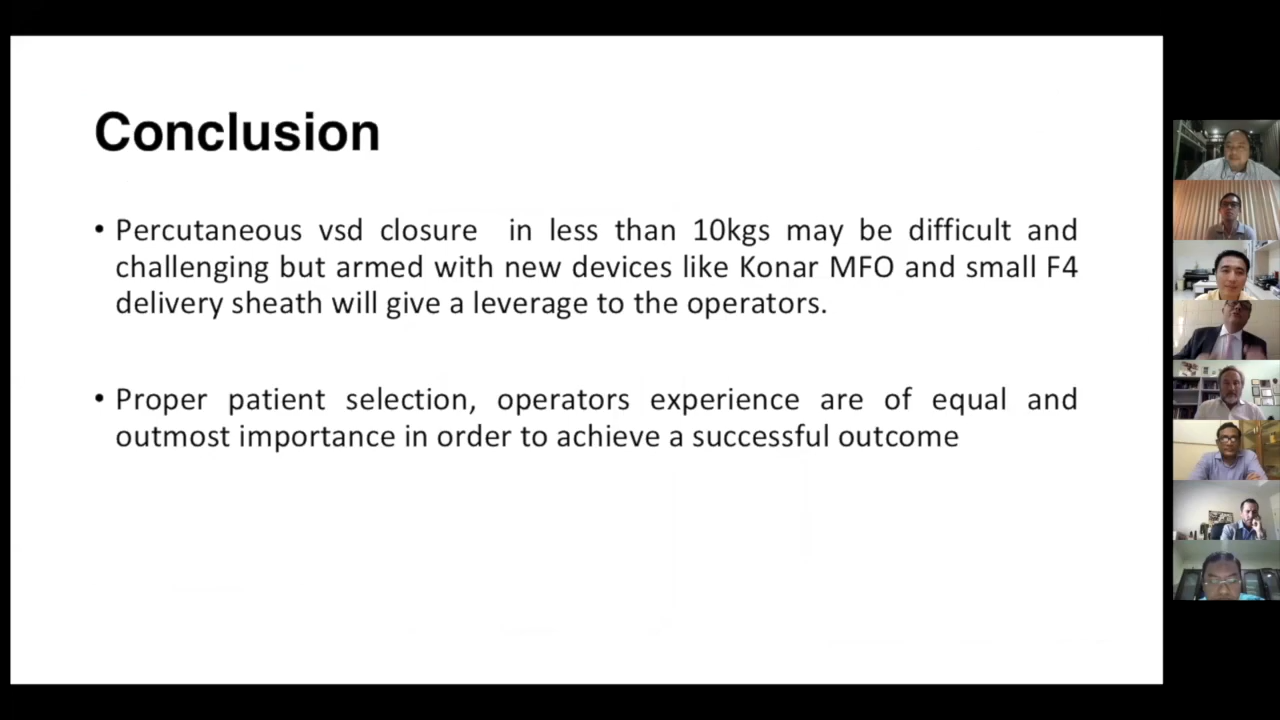 Conclusion
• Percutaneous vsd closure in less than 10kgs may be difficult and
challenging but armed with new devices like Konar MFO and small F4
delivery sheath will give a leverage to the operators.
• Proper patient selection, operators experience are of equal and
outmost importance in order to achieve a successful outcome